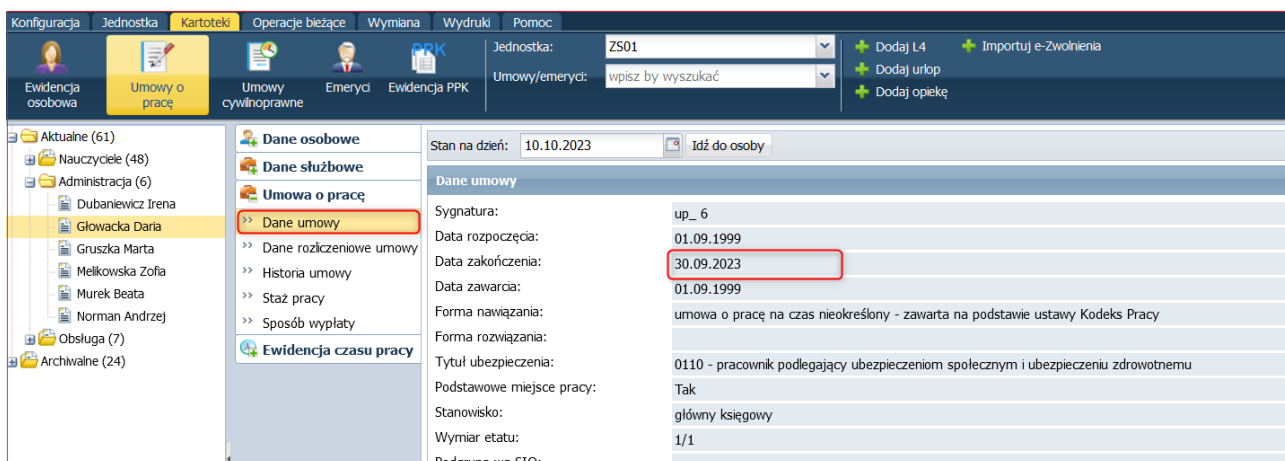 Konfiguracja Jednostka Kartoteki Operacje bieżące Wymiana Wydruki Pomoc
Ewidencja osobowa
Umowy o pracę
Umowy cywilnoprawne
Emeryci
Ewidencja PPK
PPK
Jednostka: ZS01
Umowy/emeryci: wpisz by wyszukać
Dodaj L4
Importuj e-Zwolnienia
Dodaj urlop
Dodaj opiekę
Aktualne (61)
Nauczyciele (48)
Administracja (6)
Dubaniewicz Irena
Głowacka Daria
Gruszka Marta
Melikowska Zofia
Murek Beata
Norman Andrzej
Obsługa (7)
Archiwalne (24)
Dane osobowe
Dane służbowe
Umowa o pracę
>> Dane umowy
>> Dane rozliczeniowe umowy
>> Historia umowy
>> Staż pracy
>> Sposób wypłaty
Ewidencja czasu pracy
Stan na dzień: 10.10.2023 Idź do osoby
Dane umowy
Sygnatura: up_ 6
Data rozpoczęcia: 01.09.1999
Data zakończenia: 30.09.2023
Data zawarcia: 01.09.1999
Forma nawiązania: umowa o pracę na czas nieokreślony - zawarta na podstawie ustawy Kodeks Pracy
Forma rozwiązania:
Tytuł ubezpieczenia: 0110 - pracownik podlegający ubezpieczeniom społecznym i ubezpieczeniu zdrowotnemu
Podstawowe miejsce pracy: Tak
Stanowisko: główny księgowy
Wymiar etatu: 1/1